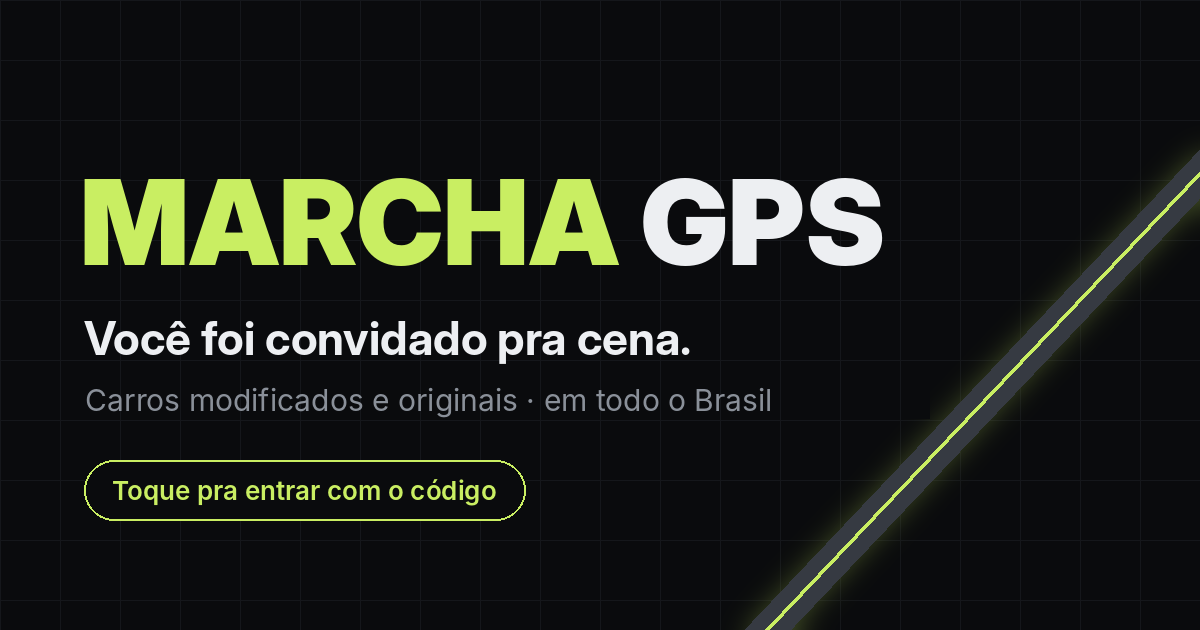 MARCHA GPS
Você foi convidado pra cena.
Carros modificados e originais · em todo o Brasil
Toque pra entrar com o código